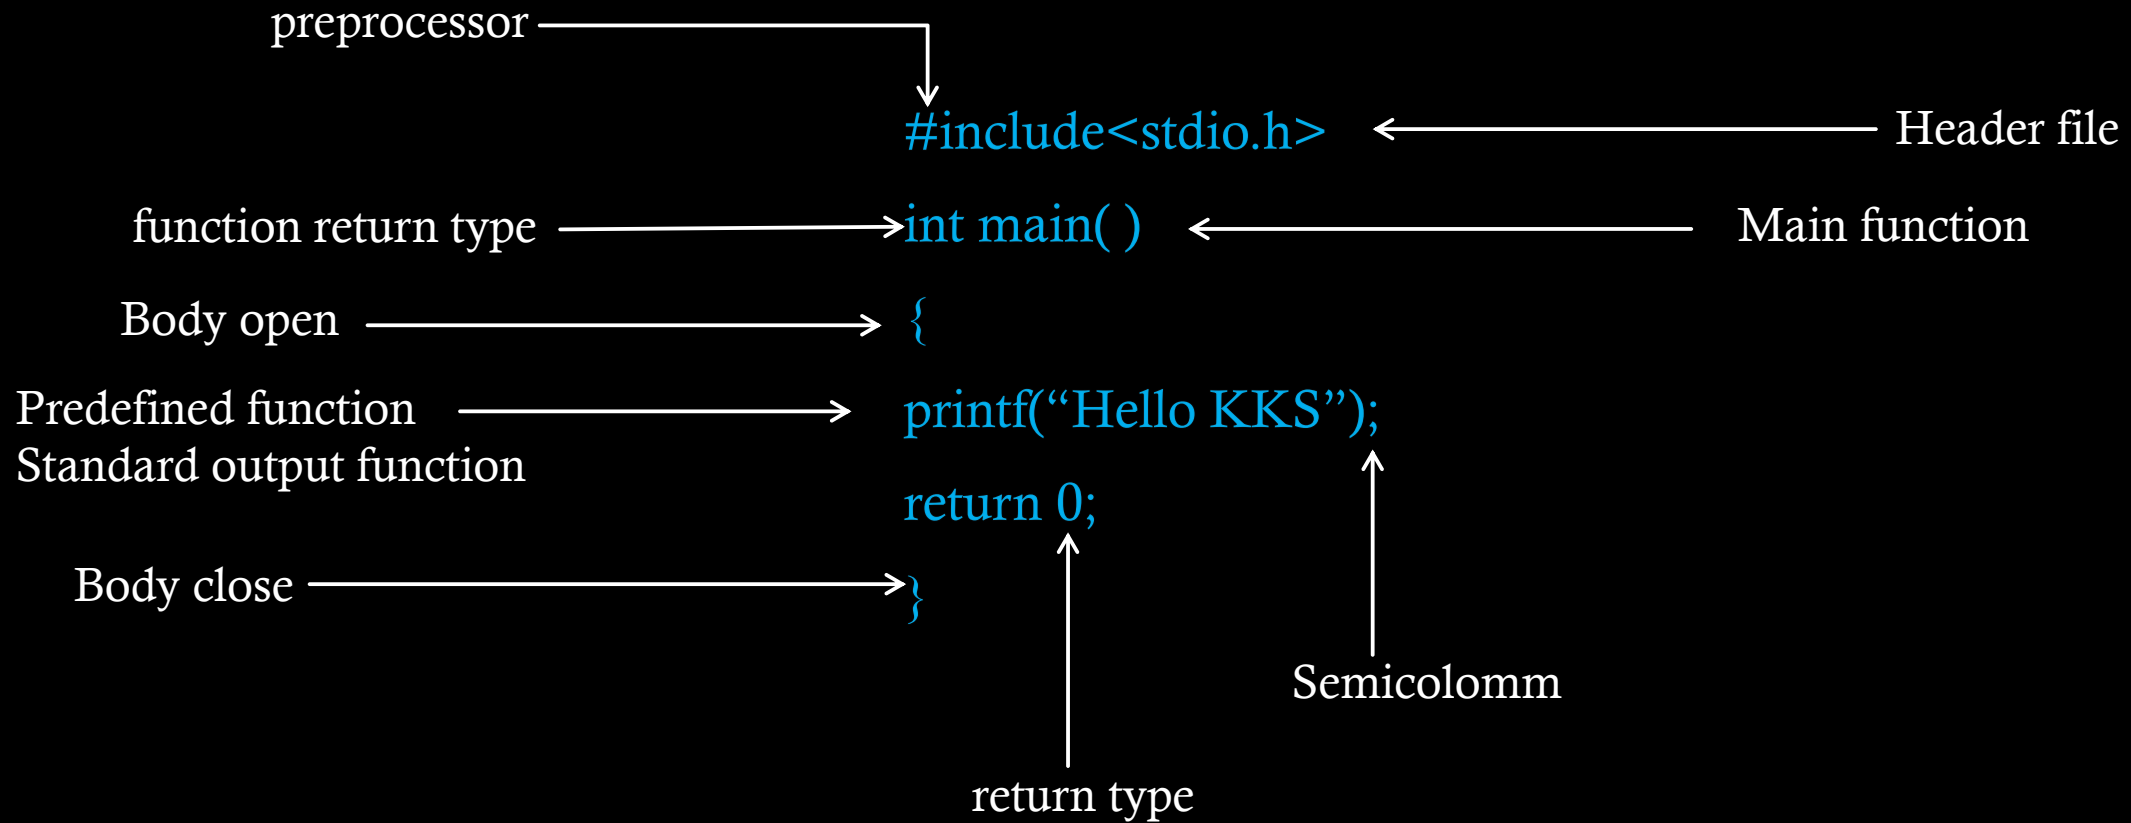 preprocessor
#include<stdio.h>
Header file
function return type
int main( )
Main function
Body open
{
Predefined function
printf(“Hello KKS”);
Standard output function
return 0;
Body close
}
Semicolomm
return type